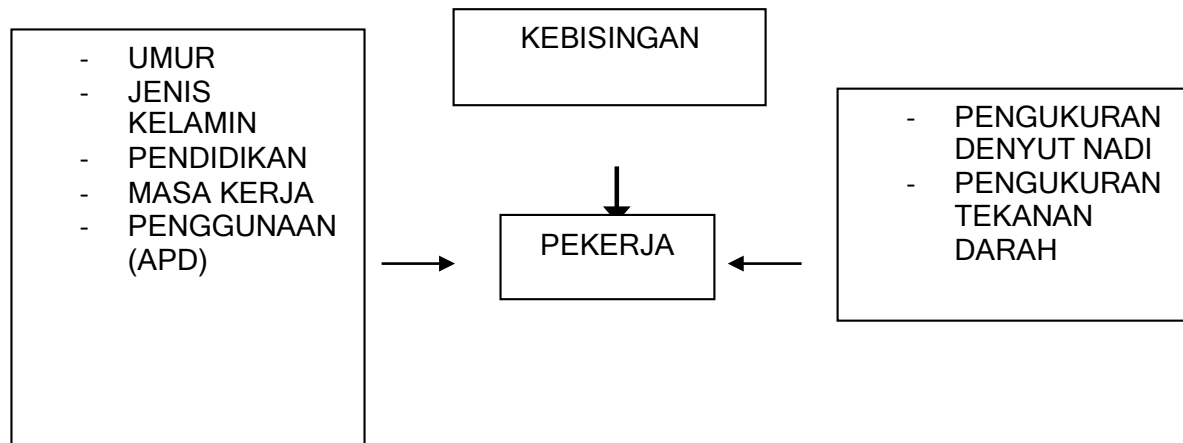 KEBISINGAN
- UMUR
- JENIS
KELAMIN
- PENDIDIKAN
- MASA KERJA
- PENGGUNAAN
(APD)
PEKERJA
- PENGUKURAN
DENYUT NADI
- PENGUKURAN
TEKANAN
DARAH